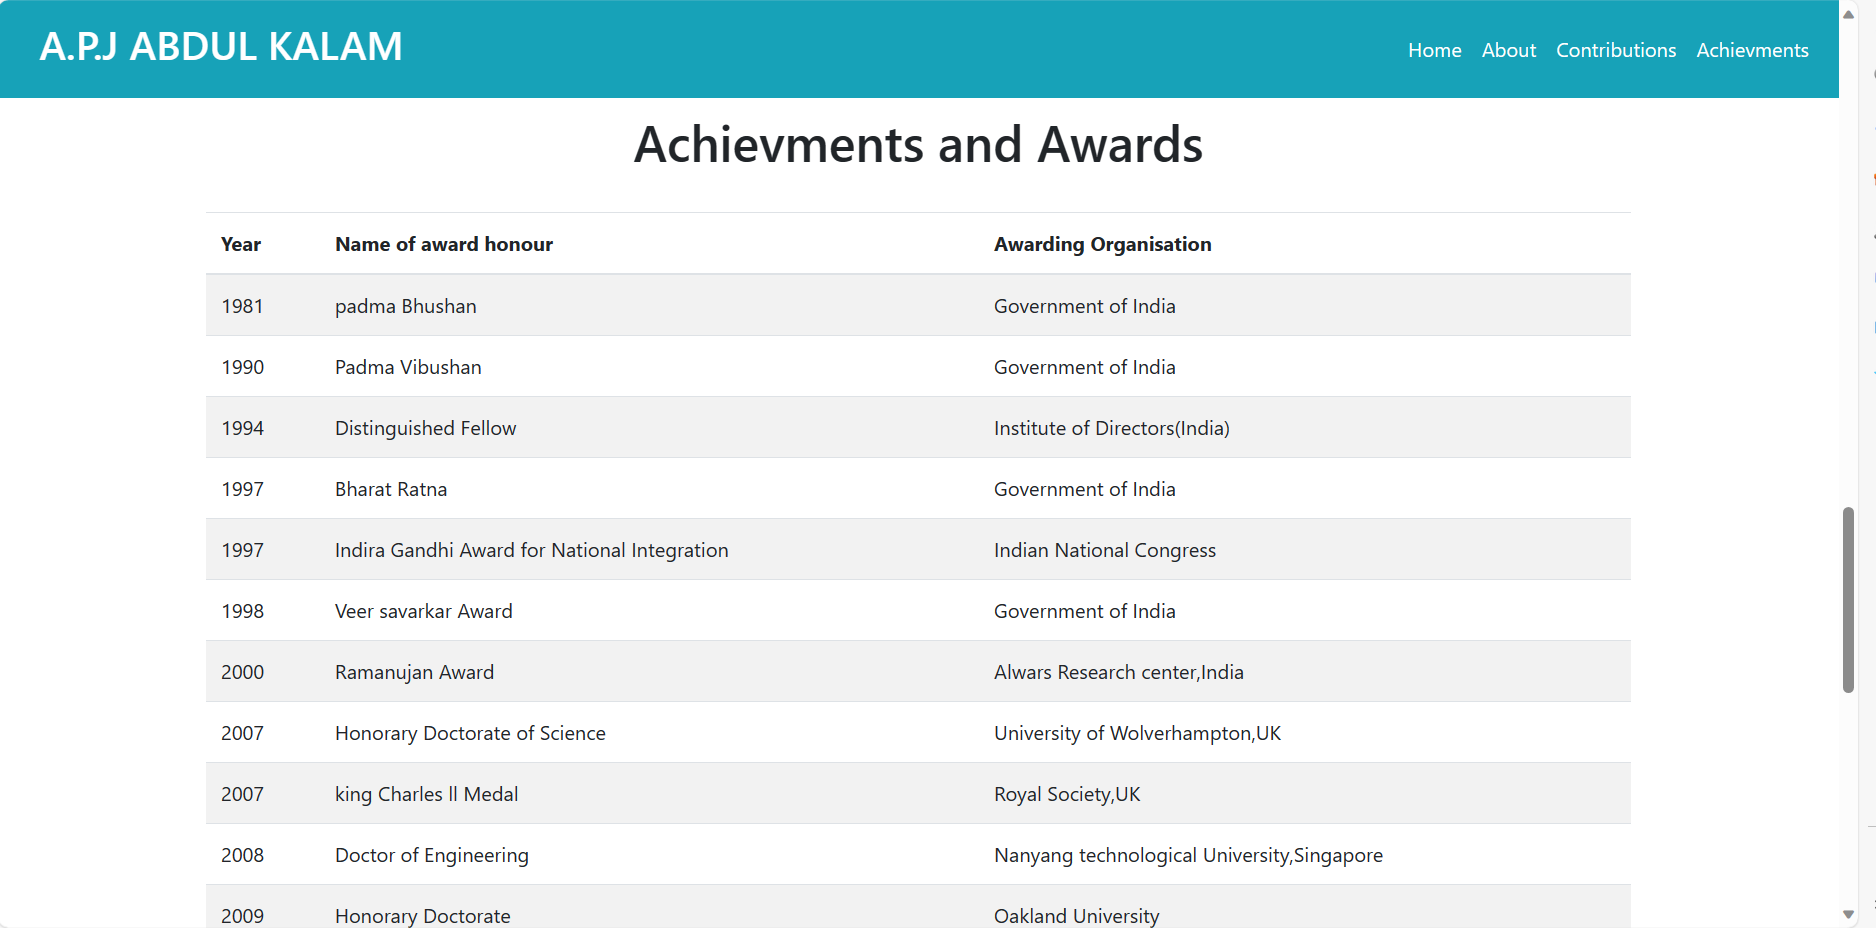 A.P.J ABDUL KALAM
Home About Contributions Achievments
Achievments and Awards
Year Name of award honour Awarding Organisation
1981 padma Bhushan Government of India
1990 Padma Vibushan Government of India
1994 Distinguished Fellow Institute of Directors(India)
1997 Bharat Ratna Government of India
1997 Indira Gandhi Award for National Integration Indian National Congress
1998 Veer savarkar Award Government of India
2000 Ramanujan Award Alwars Research center,India
2007 Honorary Doctorate of Science University of Wolverhampton,UK
2007 king Charles ll Medal Royal Society,UK
2008 Doctor of Engineering Nanyang technological University,Singapore
2009 Honorary Doctorate Oakland University